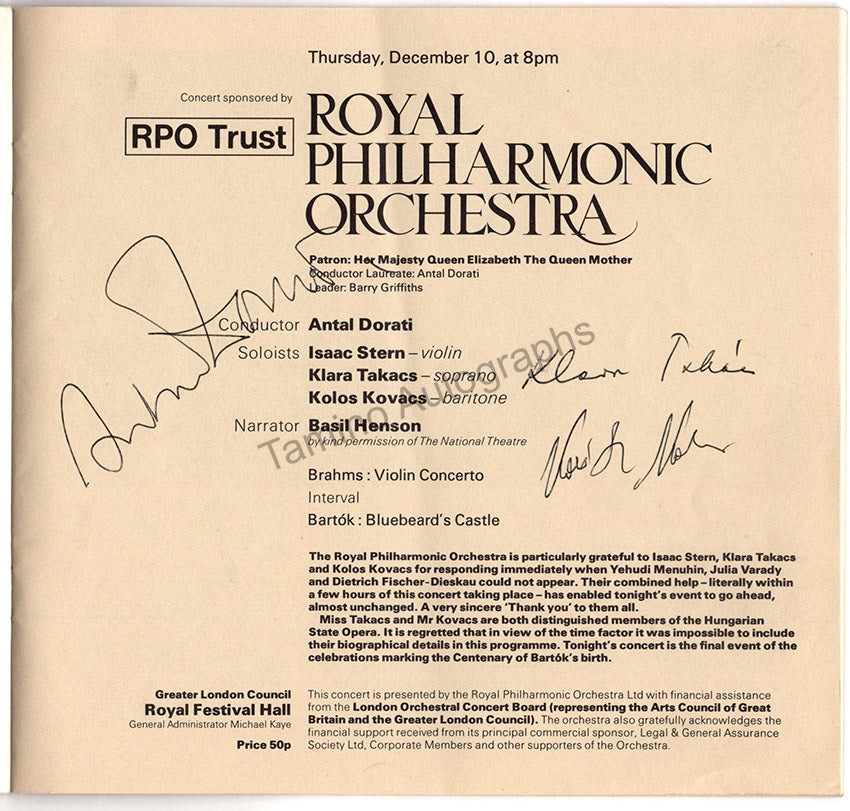 Thursday, December 10, at 8pm
Concert sponsored by
RPO Trust
ROYAL
PHILHARMONIC
ORCHESTRA
Patron: Her Majesty Queen Elizabeth The Queen Mother
Conductor Laureate: Antal Dorati
Leader: Barry Griffiths
Conductor Antal Dorati
Soloists Isaac Stern – violin
Klara Takacs – soprano
Kolos Kovacs – baritone
Narrator Basil Henson
by kind permission of The National Theatre
Tamino Autographs
Brahms : Violin Concerto
Interval
Bartók : Bluebeard's Castle
The Royal Philharmonic Orchestra is particularly grateful to Isaac Stern, Klara Takacs
and Kolos Kovacs for responding immediately when Yehudi Menuhin, Julia Varady
and Dietrich Fischer-Dieskau could not appear. Their combined help – literally within
a few hours of this concert taking place – has enabled tonight's event to go ahead,
almost unchanged. A very sincere 'Thank you' to them all.
Miss Takacs and Mr Kovacs are both distinguished members of the Hungarian
State Opera. It is regretted that in view of the time factor it was impossible to include
their biographical details in this programme. Tonight's concert is the final event of the
celebrations marking the Centenary of Bartók's birth.
Greater London Council
Royal Festival Hall
General Administrator Michael Kaye
Price 50p
This concert is presented by the Royal Philharmonic Orchestra Ltd with financial assistance
from the London Orchestral Concert Board (representing the Arts Council of Great
Britain and the Greater London Council). The orchestra also gratefully acknowledges the
financial support received from its principal commercial sponsor, Legal & General Assurance
Society Ltd, Corporate Members and other supporters of the Orchestra.